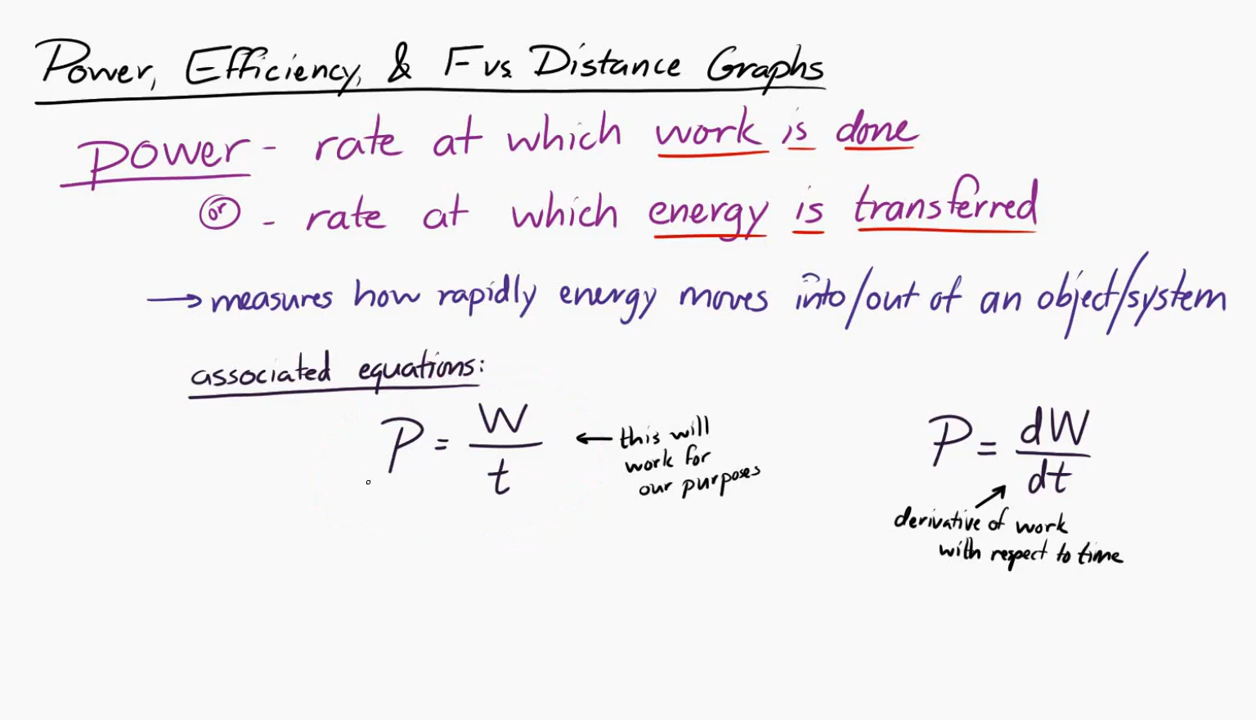 Power, Efficiency, & F vs. Distance Graphs
power - rate at which work is done
or - rate at which energy is transferred
→ measures how rapidly energy moves into/out of an object/system
associated equations:
P = W/t
← this will
work for
our purposes
P = dW/dt
derivative of work
with respect to time